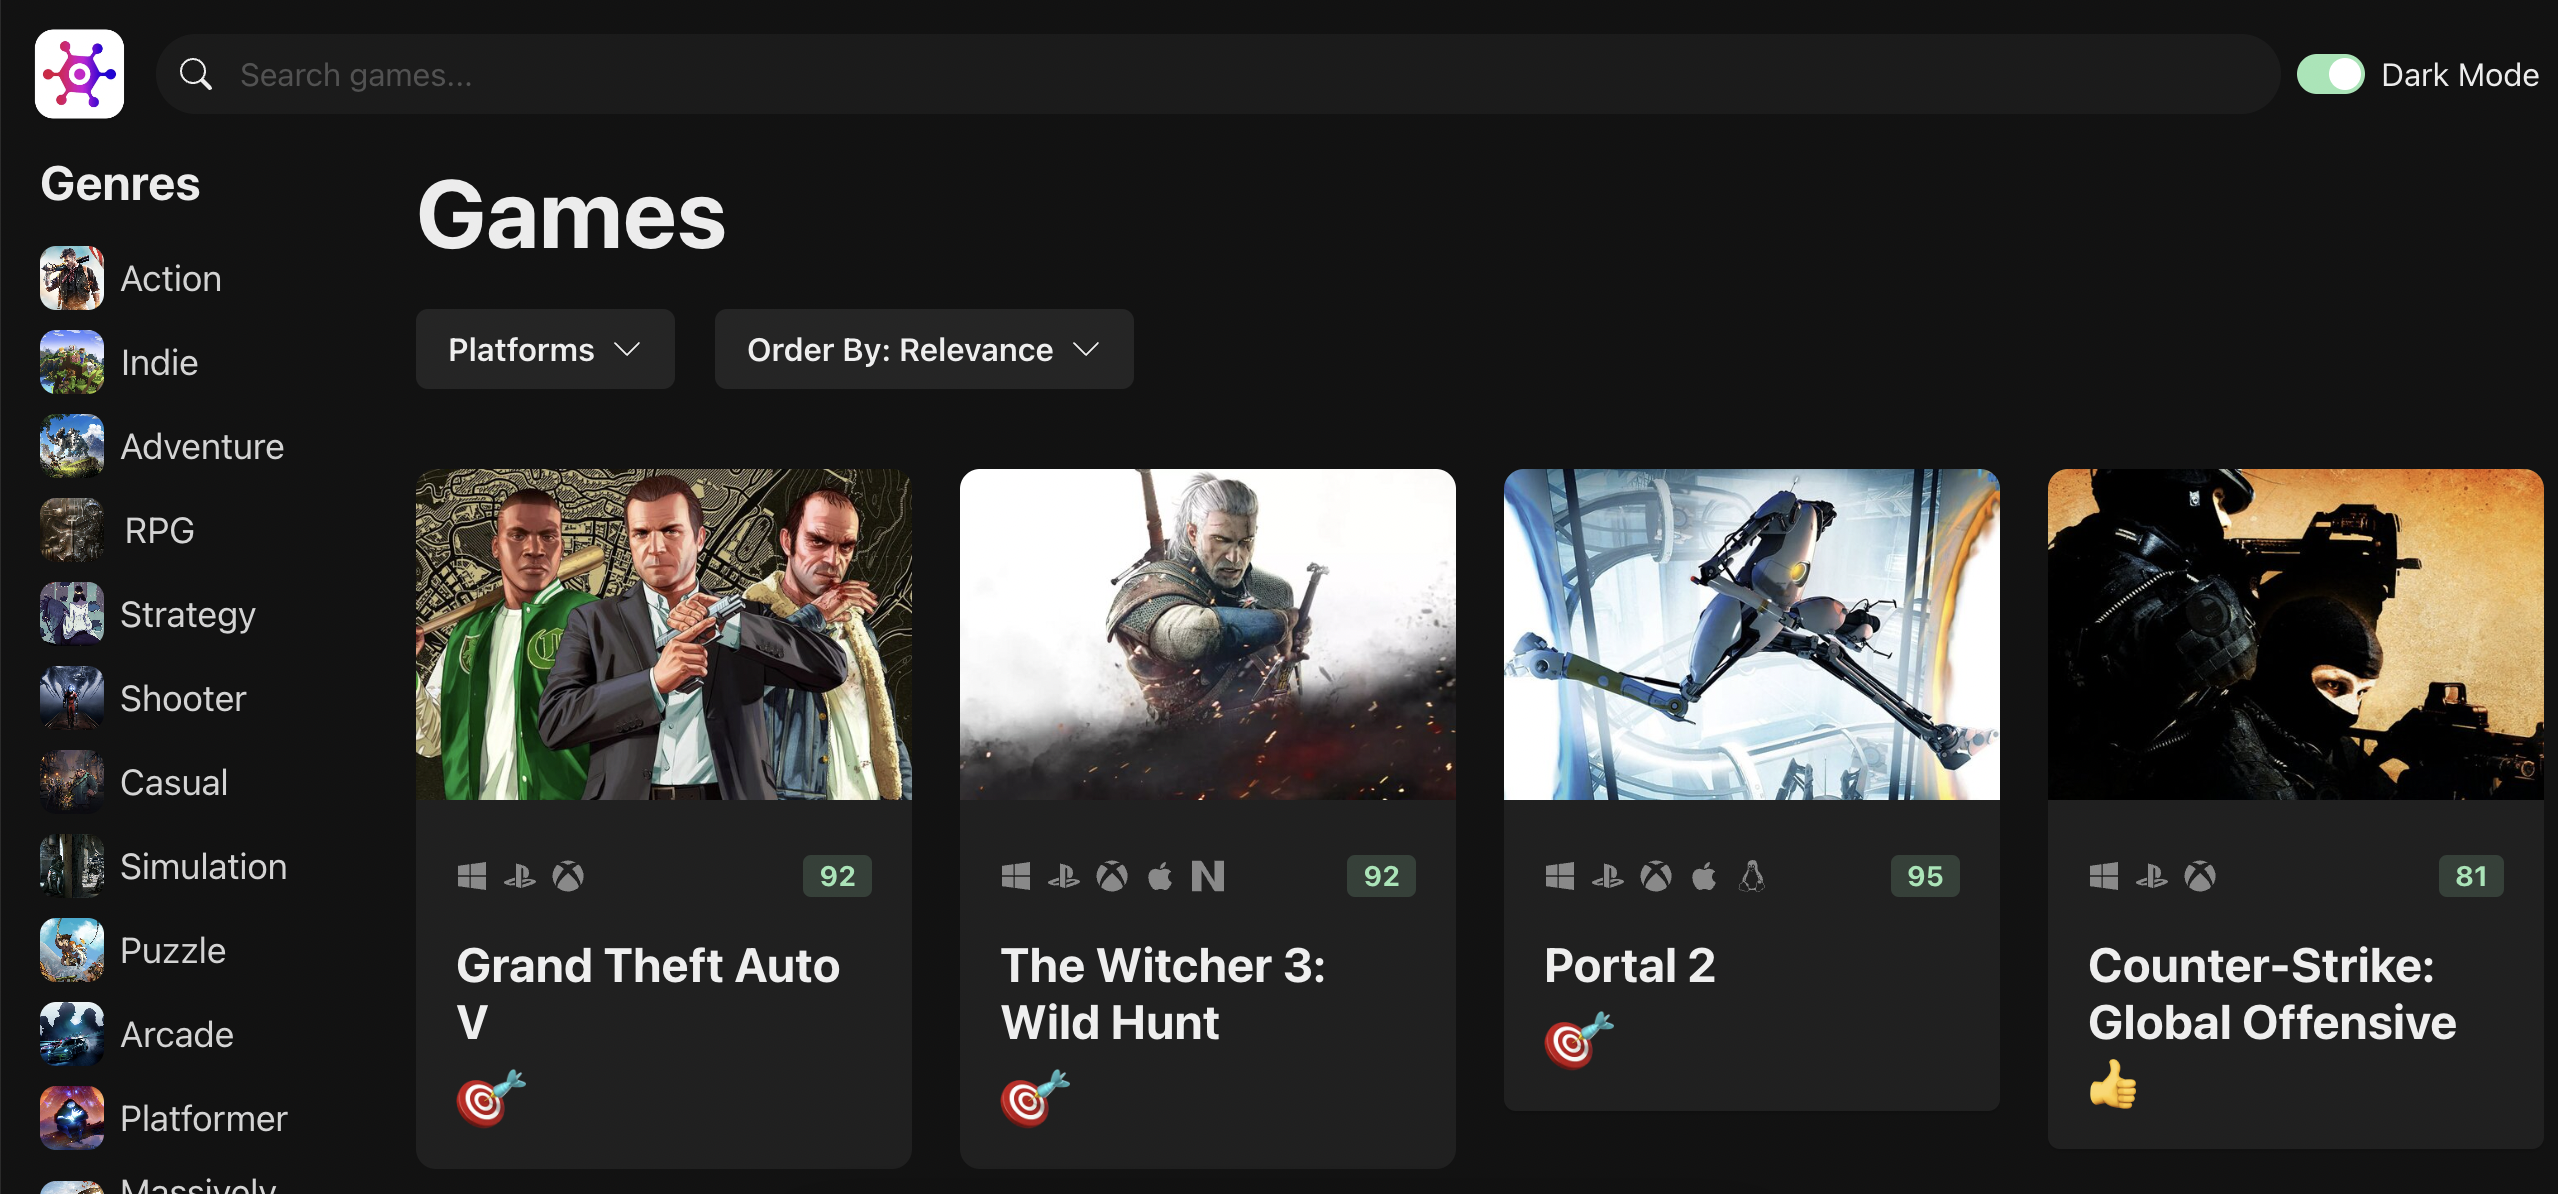 Search games...
Dark Mode
Genres
Action
Indie
Adventure
RPG
Strategy
Shooter
Casual
Simulation
Puzzle
Arcade
Platformer
Massively
Games
Platforms
Order By: Relevance
92
Grand Theft Auto
V
92
The Witcher 3:
Wild Hunt
95
Portal 2
81
Counter-Strike:
Global Offensive